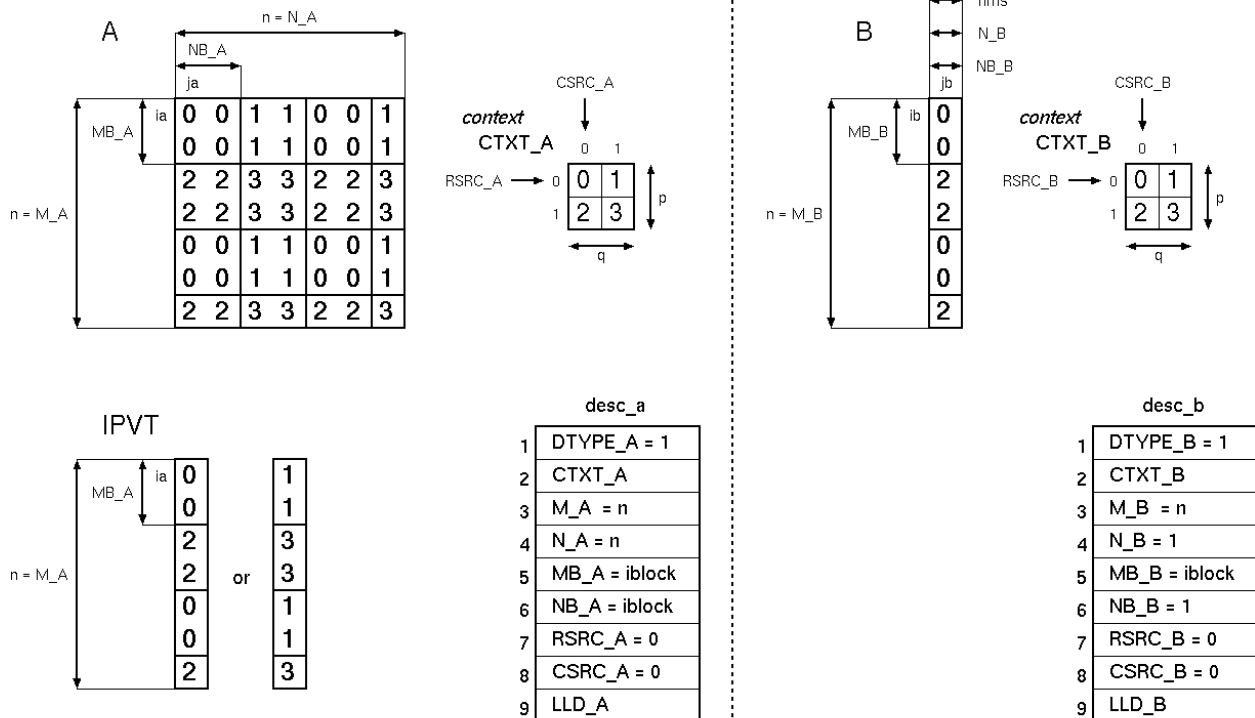 A
n = N_A
NB_A
ja
MB_A
ia
n = M_A
0 0 1 1 0 0 1
0 0 1 1 0 0 1
2 2 3 3 2 2 3
2 2 3 3 2 2 3
0 0 1 1 0 0 1
0 0 1 1 0 0 1
2 2 3 3 2 2 3
CSRC_A
context
CTXT_A
0 1
RSRC_A 0 0 1
1 2 3
p
q
B
nrhs
N_B
NB_B
jb
MB_B
ib
n = M_B
0
0
2
2
0
0
2
CSRC_B
context
CTXT_B
0 1
RSRC_B 0 0 1
1 2 3
p
q
IPVT
MB_A
ia
n = M_A
0
0
2
2
0
0
2
or
1
1
3
3
1
1
3
desc_a
1 DTYPE_A = 1
2 CTXT_A
3 M_A = n
4 N_A = n
5 MB_A = iblock
6 NB_A = iblock
7 RSRC_A = 0
8 CSRC_A = 0
9 LLD_A
desc_b
1 DTYPE_B = 1
2 CTXT_B
3 M_B = n
4 N_B = 1
5 MB_B = iblock
6 NB_B = 1
7 RSRC_B = 0
8 CSRC_B = 0
9 LLD_B